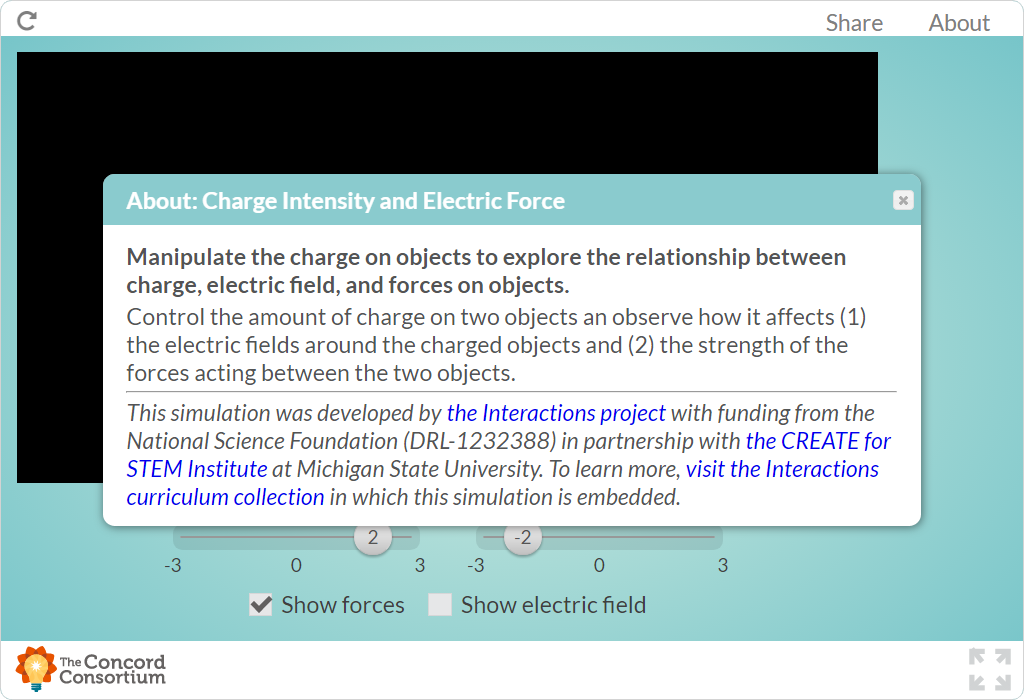 Share About
About: Charge Intensity and Electric Force
Manipulate the charge on objects to explore the relationship between
charge, electric field, and forces on objects.
Control the amount of charge on two objects an observe how it affects (1)
the electric fields around the charged objects and (2) the strength of the
forces acting between the two objects.
This simulation was developed by the Interactions project with funding from the
National Science Foundation (DRL-1232388) in partnership with the CREATE for
STEM Institute at Michigan State University. To learn more, visit the Interactions
curriculum collection in which this simulation is embedded.
2 -2
-3 0 3 -3 0 3
Show forces Show electric field
The Concord
Consortium